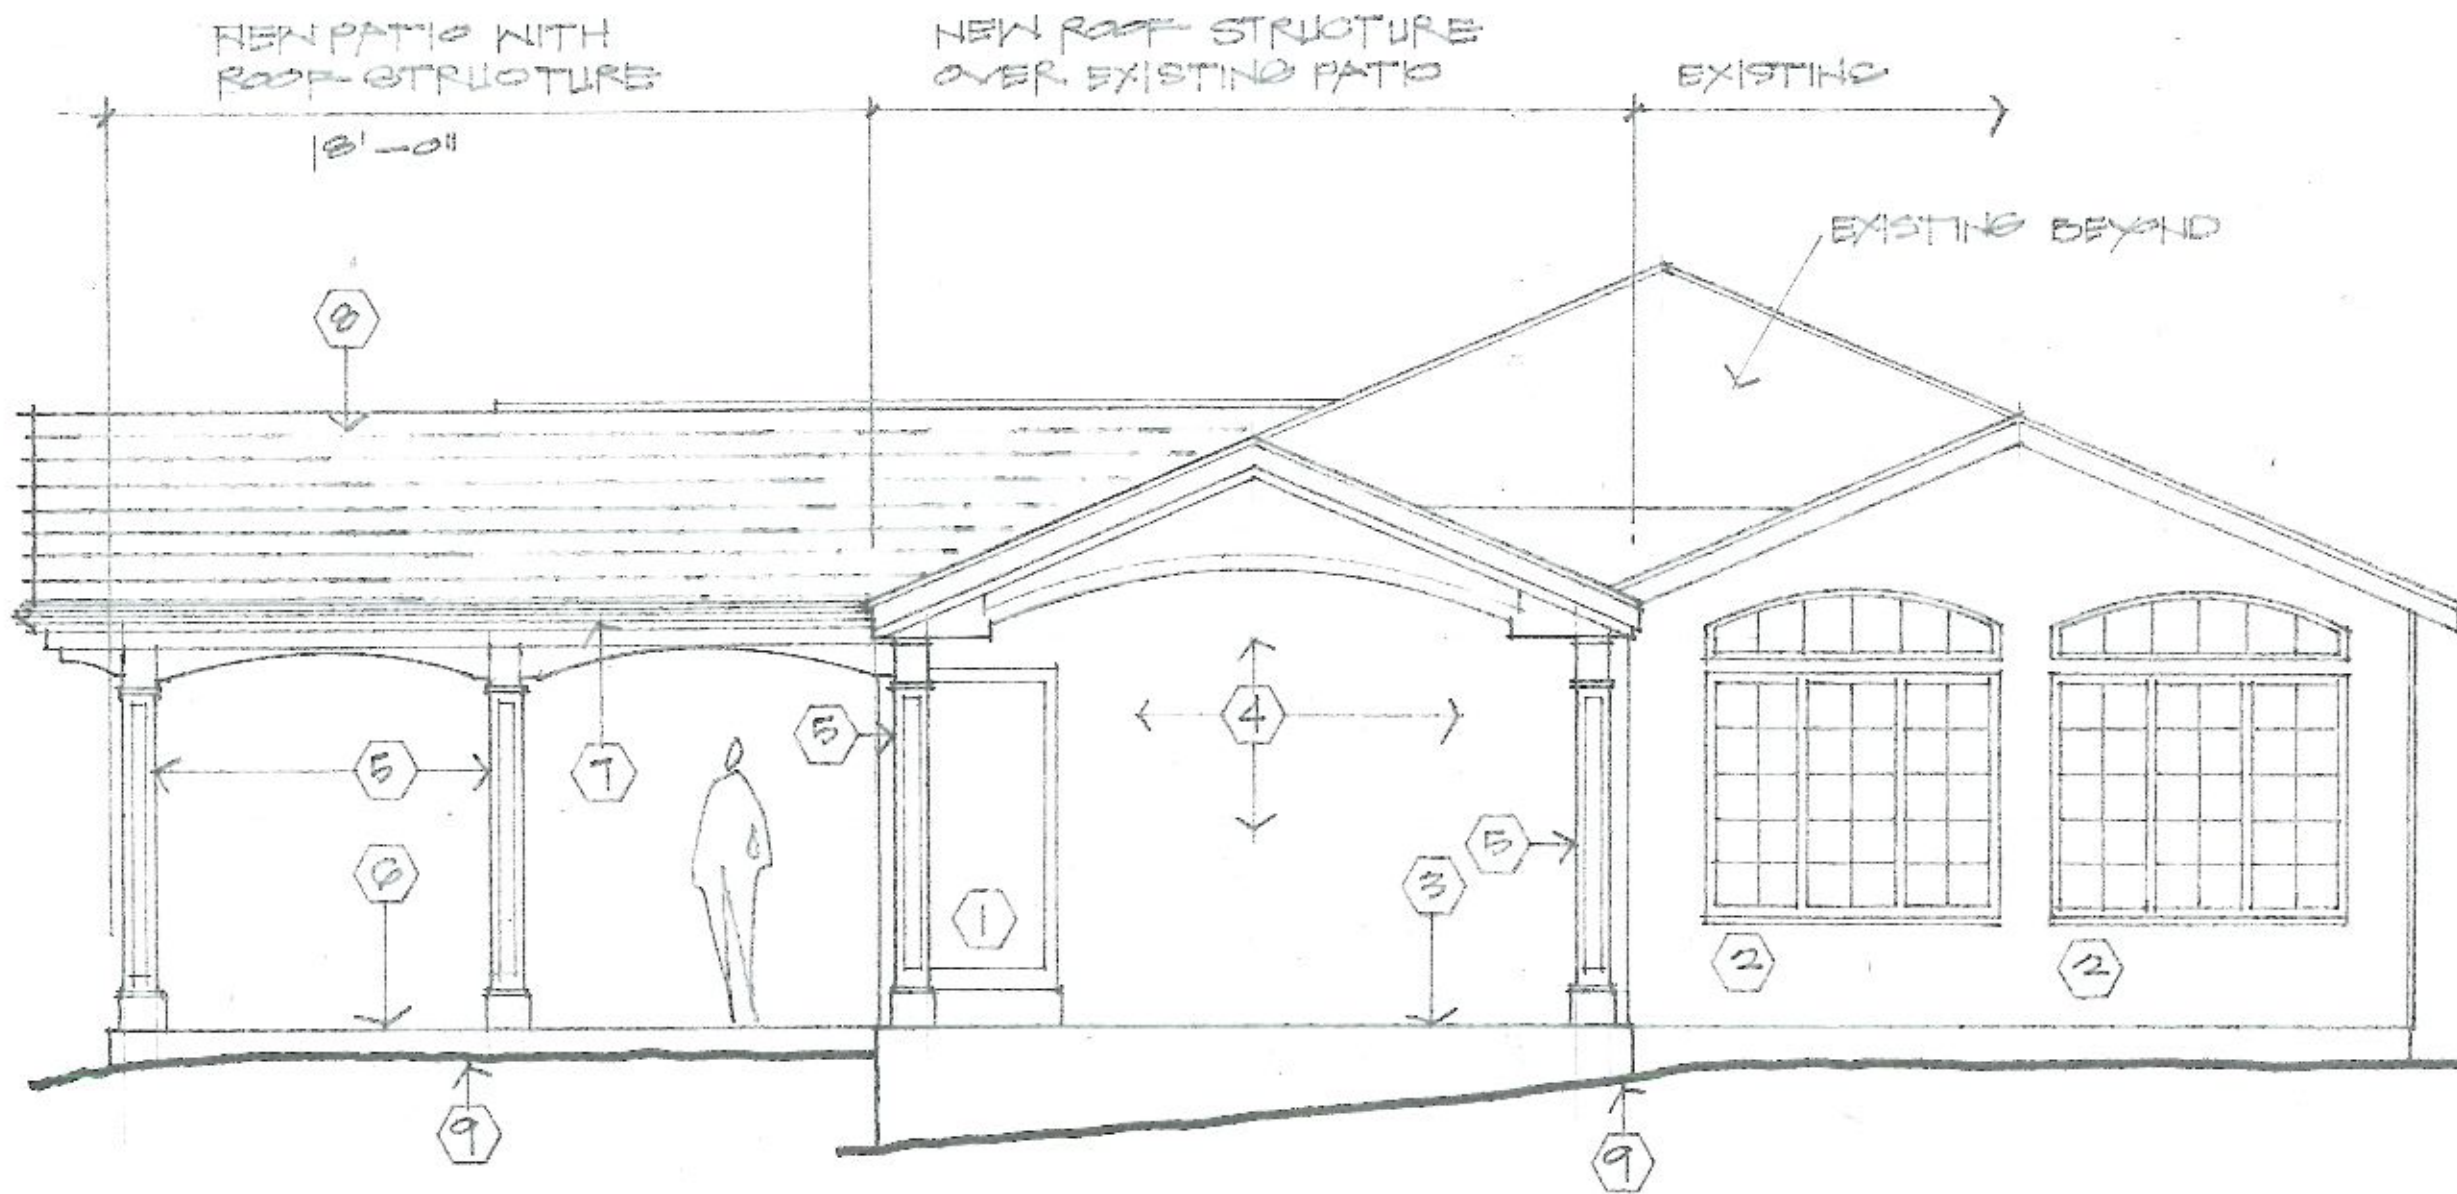 NEW PATIO WITH
ROOF STRUCTURE
18'-0"
NEW ROOF STRUCTURE
OVER EXISTING PATIO
EXISTING
EXISTING BEYOND
8
5
6
7
5
1
4
3
5
2
2
9
9